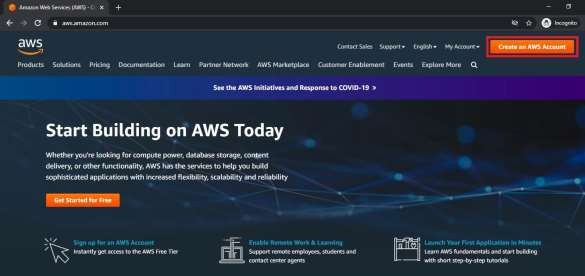 Amazon Web Services (AWS) - Cl
aws.amazon.com
Incognito
aws
Contact Sales
Support
English
My Account
Create an AWS Account
Products
Solutions
Pricing
Documentation
Learn
Partner Network
AWS Marketplace
Customer Enablement
Events
Explore More
See the AWS Initiatives and Response to COVID-19 >
Start Building on AWS Today
Whether you're looking for compute power, database storage, content
delivery, or other functionality, AWS has the services to help you build
sophisticated applications with increased flexibility, scalability and reliability
Get Started for Free
Sign up for an AWS Account
Instantly get access to the AWS Free Tier
Enable Remote Work & Learning
Support remote employees, students and
contact center agents
Launch Your First Application in Minutes
Learn AWS fundamentals and start building
with short step-by-step tutorials